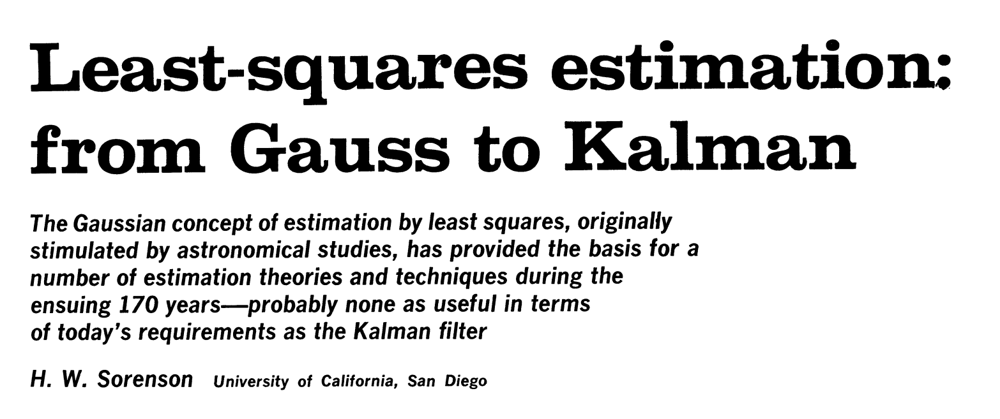 Least-squares estimation:
from Gauss to Kalman
The Gaussian concept of estimation by least squares, originally
stimulated by astronomical studies, has provided the basis for a
number of estimation theories and techniques during the
ensuing 170 years—probably none as useful in terms
of today's requirements as the Kalman filter
H. W. Sorenson University of California, San Diego